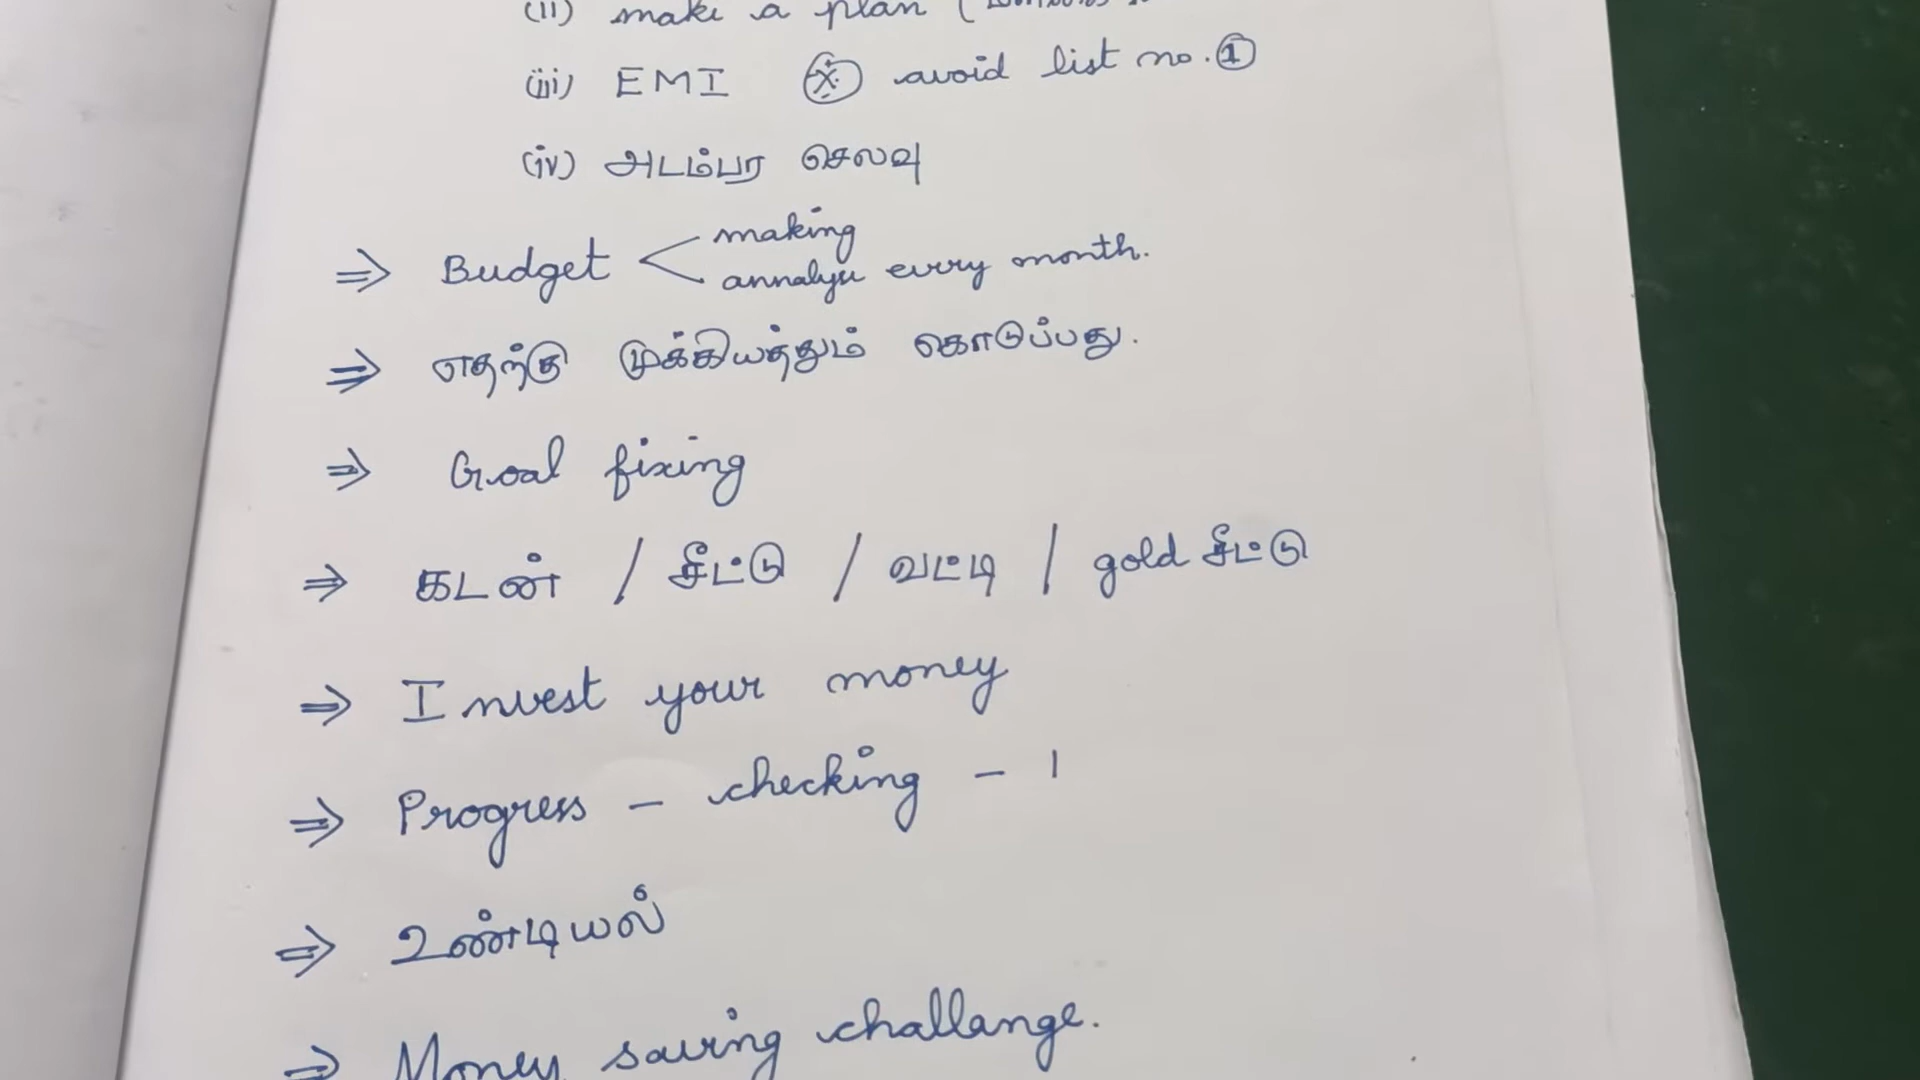 (ii) make a plan (
(iii) EMI ⓧ avoid list no. ①
(iv) அடம்பர செலவு
⇒ Budget < making
annalyse every month.
⇒ எதற்கு முக்கியத்தும் கொடுப்பது.
⇒ Goal fixing
⇒ கடன் / சீட்டு / வட்டி / gold சீட்டு
⇒ Invest your money
⇒ Progress – checking – 1
⇒ உண்டியல்
⇒ Money saving challange.